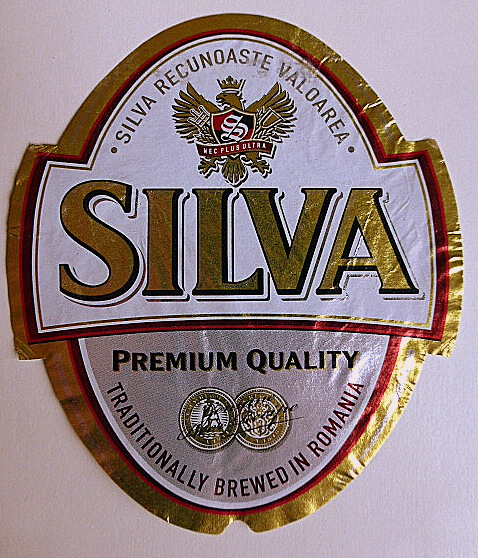 • SILVA RECUNOASTE VALOAREA •
S
NEC PLUS ULTRA
SILVA
PREMIUM QUALITY
TRADITIONALLY BREWED IN ROMANIA